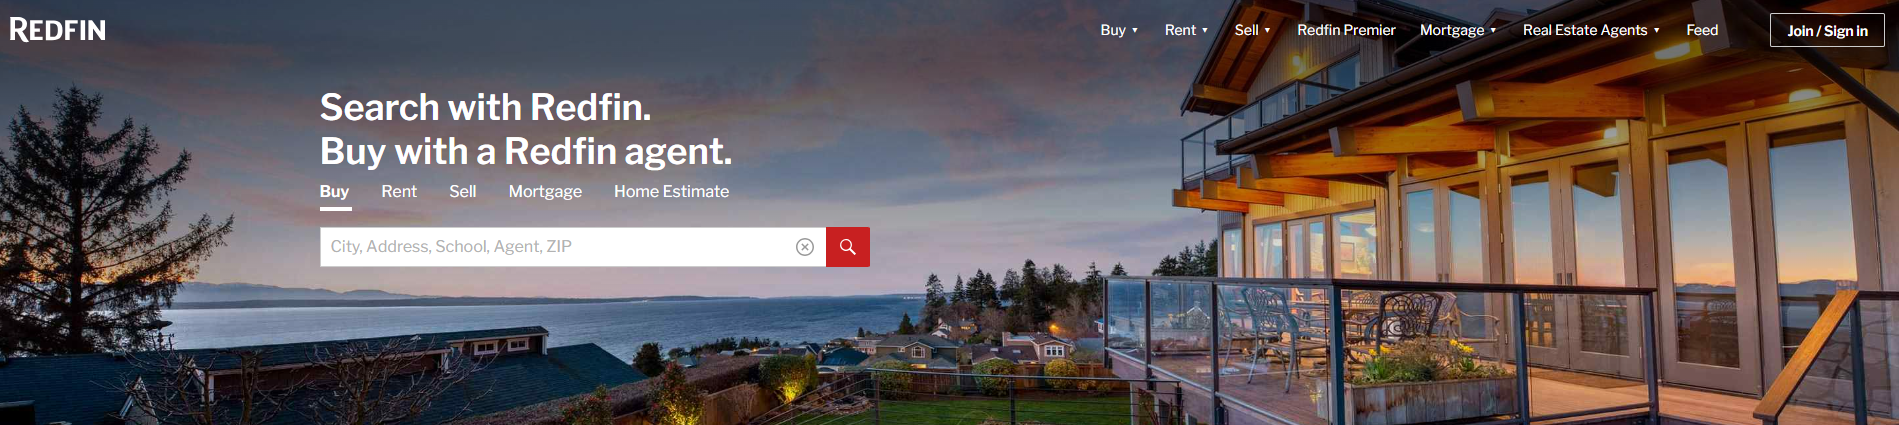 REDFIN
Buy ▼ Rent ▼ Sell ▼ Redfin Premier Mortgage ▼ Real Estate Agents ▼ Feed Join / Sign in
Search with Redfin.
Buy with a Redfin agent.
Buy Rent Sell Mortgage Home Estimate
City, Address, School, Agent, ZIP